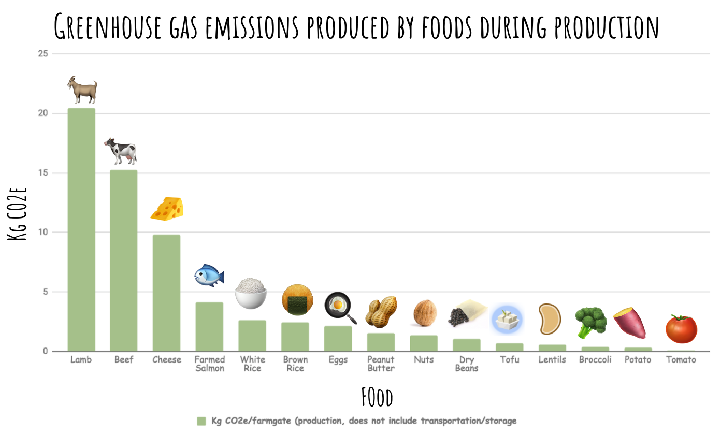 Greenhouse gas emissions produced by foods during production
Kg CO2e
25
20
15
10
5
0
Lamb
Beef
Cheese
Farmed
Salmon
White
Rice
Brown
Rice
Eggs
Peanut
Butter
Nuts
Dry
Beans
Tofu
Lentils
Broccoli
Potato
Tomato
FOod
Kg CO2e/farmgate (production, does not include transportation/storage